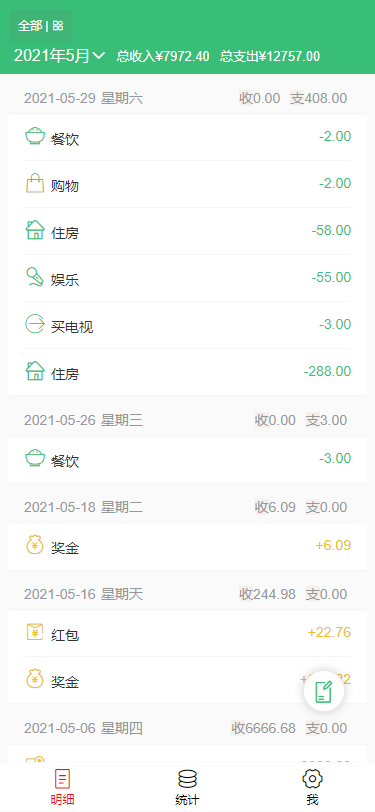 全部 |
2021年5月 总收入¥7972.40 总支出¥12757.00
2021-05-29 星期六 收0.00 支408.00
餐饮 -2.00
购物 -2.00
住房 -58.00
娱乐 -55.00
买电视 -3.00
住房 -288.00
2021-05-26 星期三 收0.00 支3.00
餐饮 -3.00
2021-05-18 星期二 收6.09 支0.00
奖金 +6.09
2021-05-16 星期天 收244.98 支0.00
红包 +22.76
奖金
2021-05-06 星期四 收6666.68 支0.00
明细 统计 我